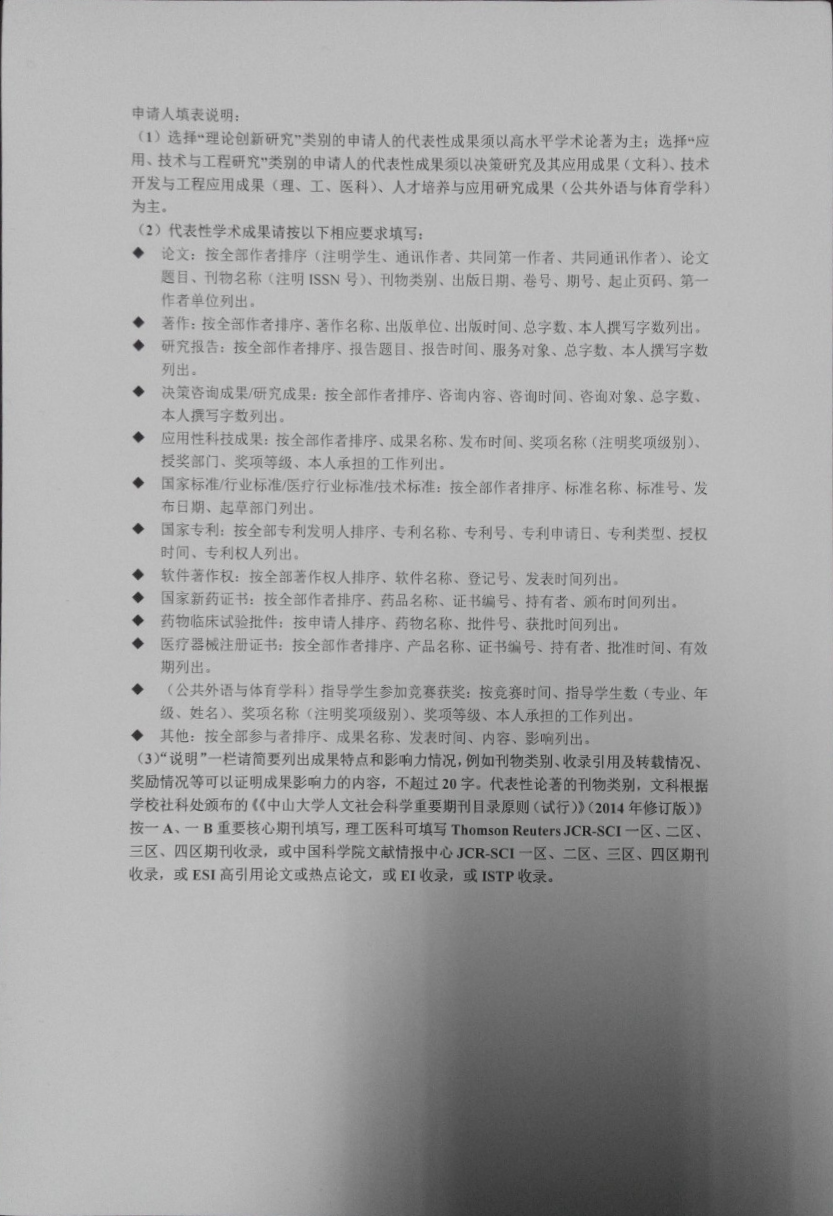 申请人填表说明：
（1）选择“理论创新研究”类别的申请人的代表性成果须以高水平学术论著为主；选择“应
用、技术与工程研究”类别的申请人的代表性成果须以决策研究及其应用成果（文科）、技术
开发与工程应用成果（理、工、医科）、人才培养与应用研究成果（公共外语与体育学科）
为主。
（2）代表性学术成果请按以下相应要求填写：
◆ 论文：按全部作者排序（注明学生、通讯作者、共同第一作者、共同通讯作者）、论文
题目、刊物名称（注明 ISSN 号）、刊物类别、出版日期、卷号、期号、起止页码、第一
作者单位列出。
◆ 著作：按全部作者排序、著作名称、出版单位、出版时间、总字数、本人撰写字数列出。
◆ 研究报告：按全部作者排序、报告题目、报告时间、服务对象、总字数、本人撰写字数
列出。
◆ 决策咨询成果/研究成果：按全部作者排序、咨询内容、咨询时间、咨询对象、总字数、
本人撰写字数列出。
◆ 应用性科技成果：按全部作者排序、成果名称、发布时间、奖项名称（注明奖项级别）、
授奖部门、奖项等级、本人承担的工作列出。
◆ 国家标准/行业标准/医疗行业标准/技术标准：按全部作者排序、标准名称、标准号、发
布日期、起草部门列出。
◆ 国家专利：按全部专利发明人排序、专利名称、专利号、专利申请日、专利类型、授权
时间、专利权人列出。
◆ 软件著作权：按全部著作权人排序、软件名称、登记号、发表时间列出。
◆ 国家新药证书：按全部作者排序、药品名称、证书编号、持有者、颁布时间列出。
◆ 药物临床试验批件：按申请人排序、药物名称、批件号、获批时间列出。
◆ 医疗器械注册证书：按全部作者排序、产品名称、证书编号、持有者、批准时间、有效
期列出。
◆ （公共外语与体育学科）指导学生参加竞赛获奖：按竞赛时间、指导学生数（专业、年
级、姓名）、奖项名称（注明奖项级别）、奖项等级、本人承担的工作列出。
◆ 其他：按全部参与者排序、成果名称、发表时间、内容、影响列出。
（3）“说明”一栏请简要列出成果特点和影响力情况，例如刊物类别、收录引用及转载情况、
奖励情况等可以证明成果影响力的内容，不超过 20 字。代表性论著的刊物类别，文科根据
学校社科处颁布的《《中山大学人文社会科学重要期刊目录原则（试行）》（2014 年修订版）》
按一 A、一 B 重要核心期刊填写，理工医科可填写 Thomson Reuters JCR-SCI 一区、二区、
三区、四区期刊收录，或中国科学院文献情报中心 JCR-SCI 一区、二区、三区、四区期刊
收录，或 ESI 高引用论文或热点论文，或 EI 收录，或 ISTP 收录。